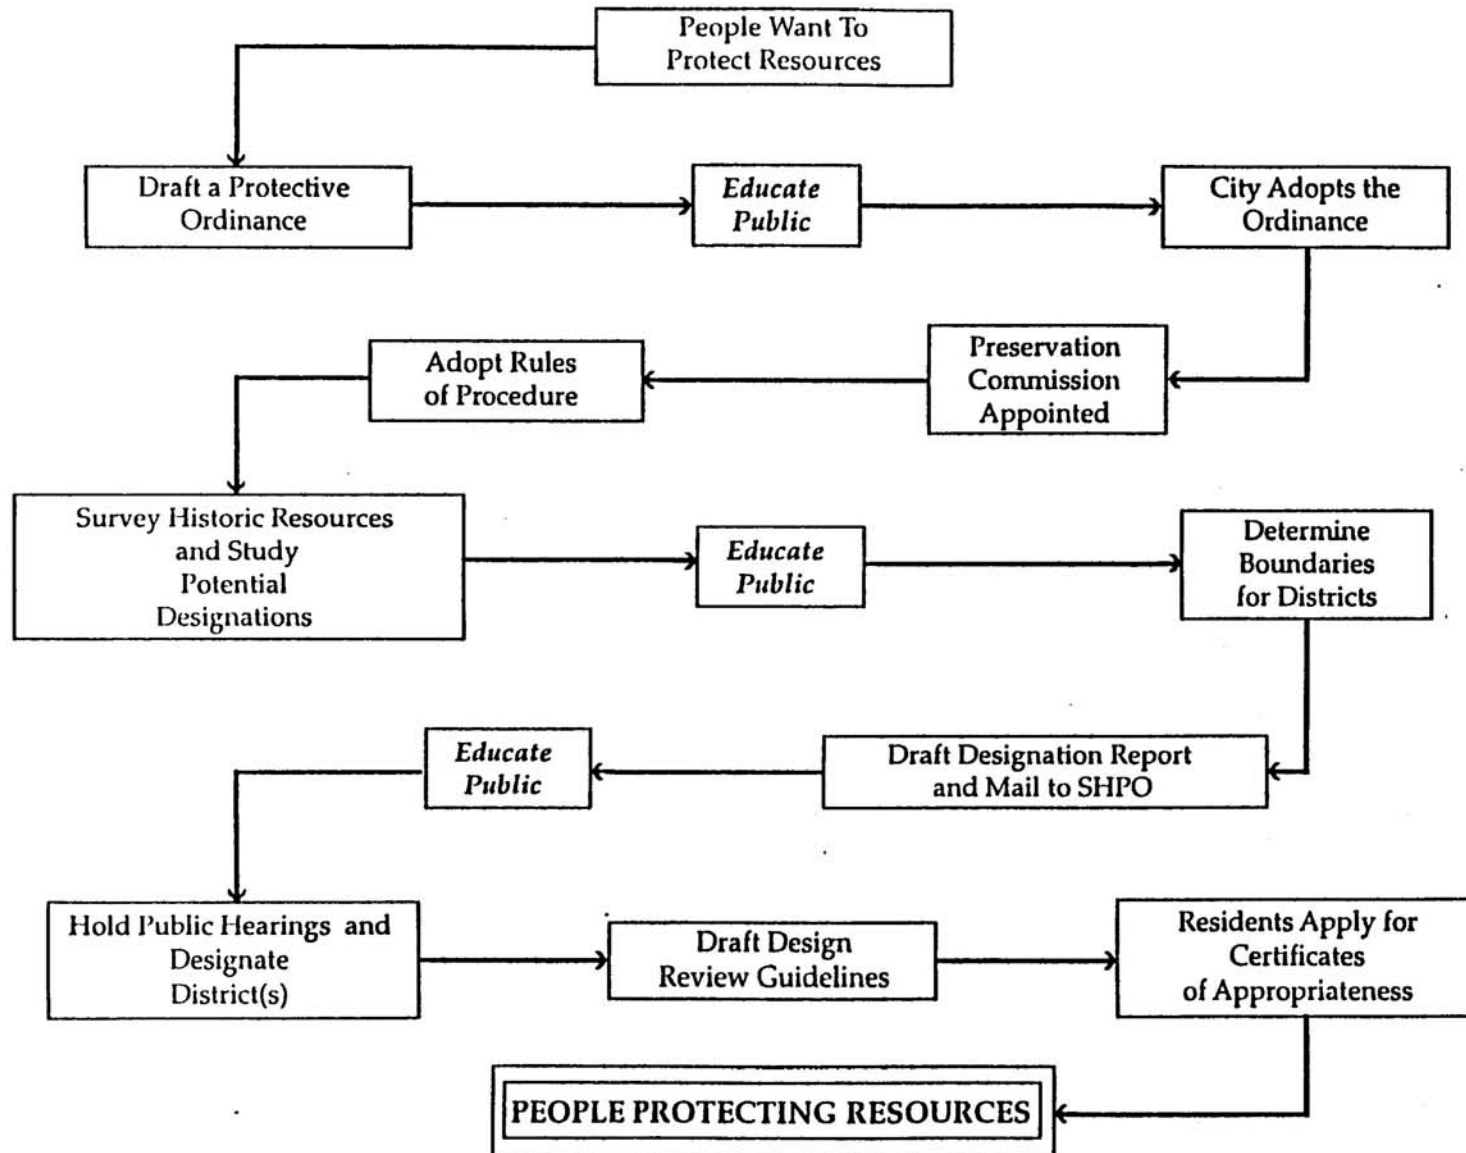 People Want To
Protect Resources
Draft a Protective
Ordinance
Educate
Public
City Adopts the
Ordinance
Preservation
Commission
Appointed
Adopt Rules
of Procedure
Survey Historic Resources
and Study
Potential
Designations
Educate
Public
Determine
Boundaries
for Districts
Draft Designation Report
and Mail to SHPO
Educate
Public
Hold Public Hearings and
Designate
District(s)
Draft Design
Review Guidelines
Residents Apply for
Certificates
of Appropriateness
PEOPLE PROTECTING RESOURCES